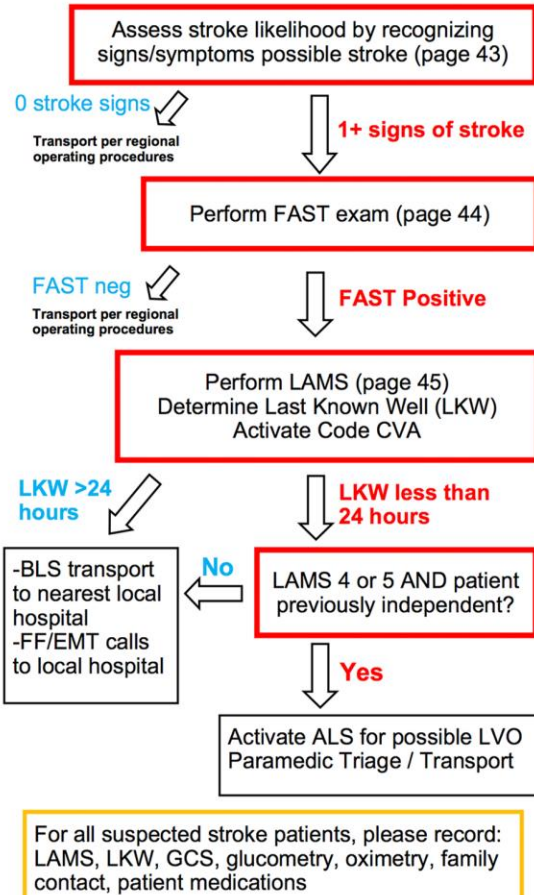 Assess stroke likelihood by recognizing
signs/symptoms possible stroke (page 43)
0 stroke signs
Transport per regional
operating procedures
1+ signs of stroke
Perform FAST exam (page 44)
FAST neg
Transport per regional
operating procedures
FAST Positive
Perform LAMS (page 45)
Determine Last Known Well (LKW)
Activate Code CVA
LKW >24
hours
LKW less than
24 hours
-BLS transport
to nearest local
hospital
-FF/EMT calls
to local hospital
No
LAMS 4 or 5 AND patient
previously independent?
Yes
Activate ALS for possible LVO
Paramedic Triage / Transport
For all suspected stroke patients, please record:
LAMS, LKW, GCS, glucometry, oximetry, family
contact, patient medications